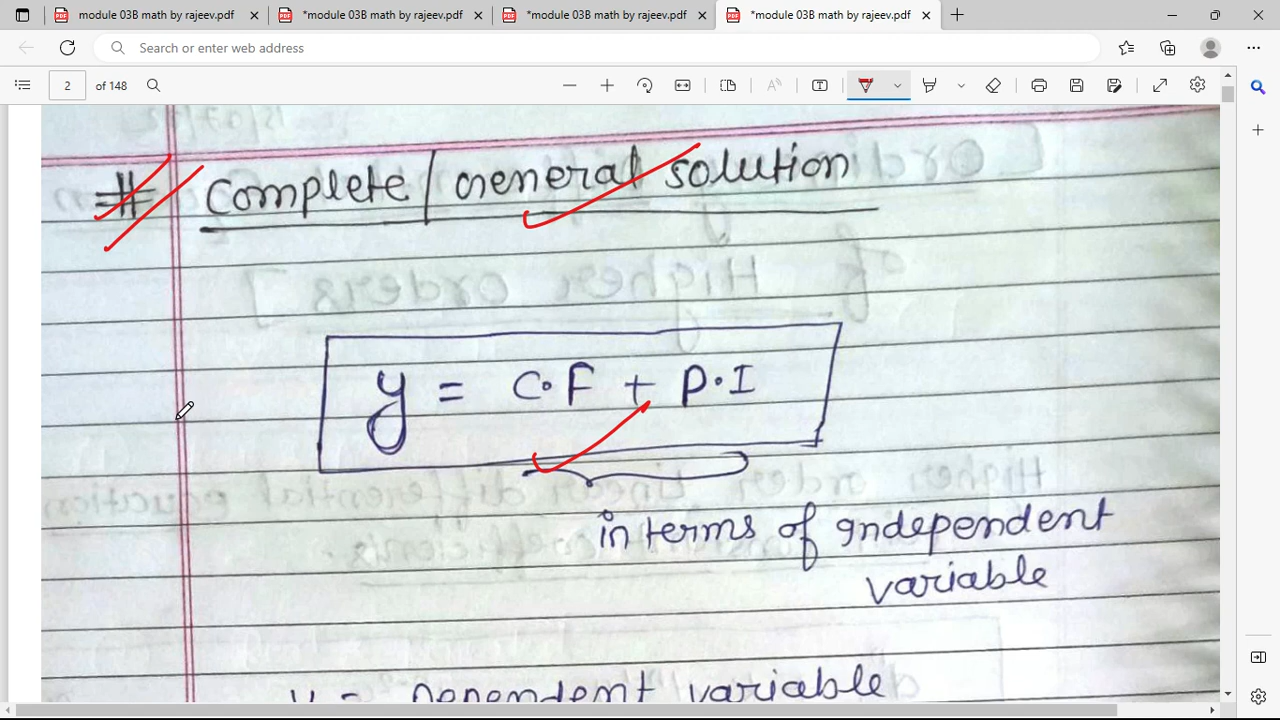 module 03B math by rajeev.pdf
*module 03B math by rajeev.pdf
*module 03B math by rajeev.pdf
*module 03B math by rajeev.pdf
Search or enter web address
2 of 148
# Complete / General solution
y = C.F + P.I
in terms of independent
variable
y = Dependent variable